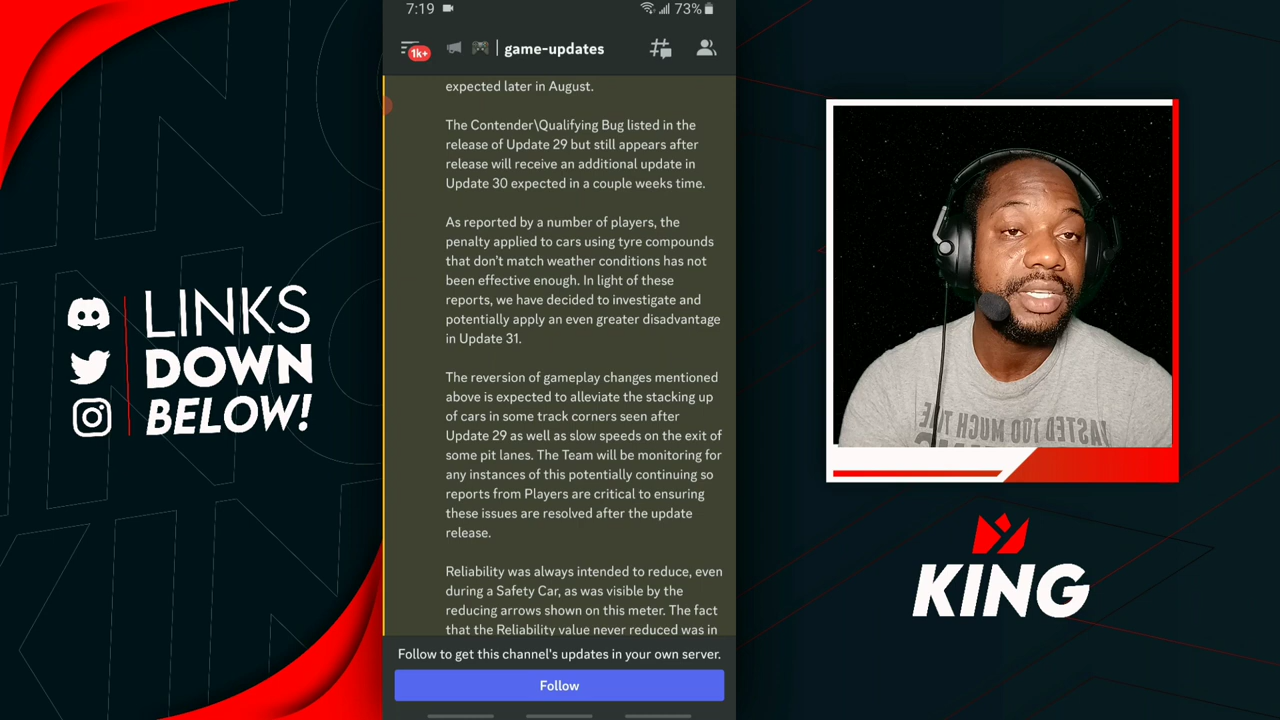 7:19
73%
1k+
game-updates
expected later in August.
The Contender\Qualifying Bug listed in the
release of Update 29 but still appears after
release will receive an additional update in
Update 30 expected in a couple weeks time.
As reported by a number of players, the
penalty applied to cars using tyre compounds
that don't match weather conditions has not
been effective enough. In light of these
reports, we have decided to investigate and
potentially apply an even greater disadvantage
in Update 31.
The reversion of gameplay changes mentioned
above is expected to alleviate the stacking up
of cars in some track corners seen after
Update 29 as well as slow speeds on the exit of
some pit lanes. The Team will be monitoring for
any instances of this potentially continuing so
reports from Players are critical to ensuring
these issues are resolved after the update
release.
Reliability was always intended to reduce, even
during a Safety Car, as was visible by the
reducing arrows shown on this meter. The fact
that the Reliability value never reduced was in
Follow to get this channel's updates in your own server.
Follow
LINKS
DOWN
BELOW!
TASTED TOO MUCH THE
KING